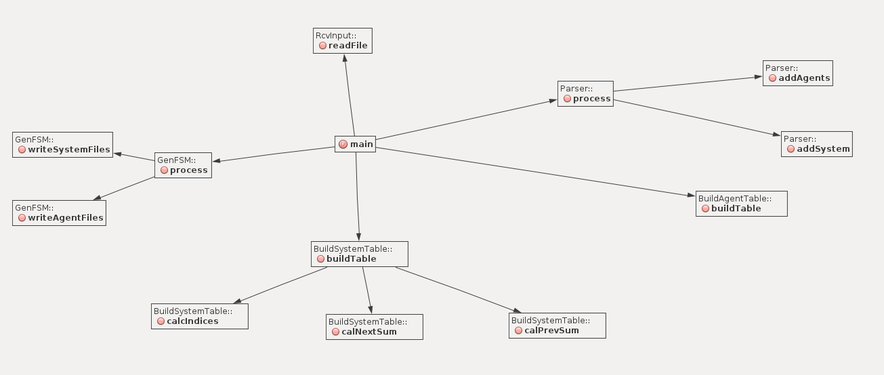 RcvInput::
readFile
Parser::
addAgents
Parser::
process
GenFSM::
writeSystemFiles
Parser::
addSystem
main
GenFSM::
process
BuildAgentTable::
buildTable
GenFSM::
writeAgentFiles
BuildSystemTable::
buildTable
BuildSystemTable::
calcIndices
BuildSystemTable::
calNextSum
BuildSystemTable::
calPrevSum